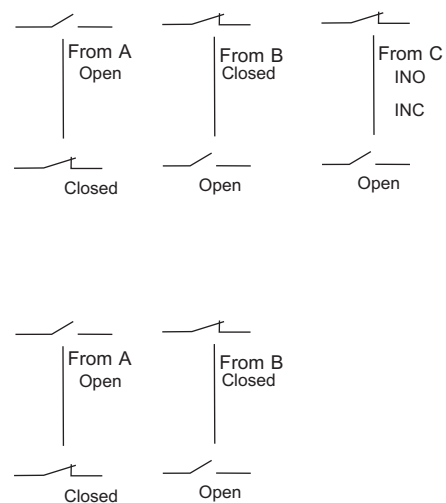 From A
Open
Closed
From B
Closed
Open
From C
INO
INC
Open
From A
Open
Closed
From B
Closed
Open